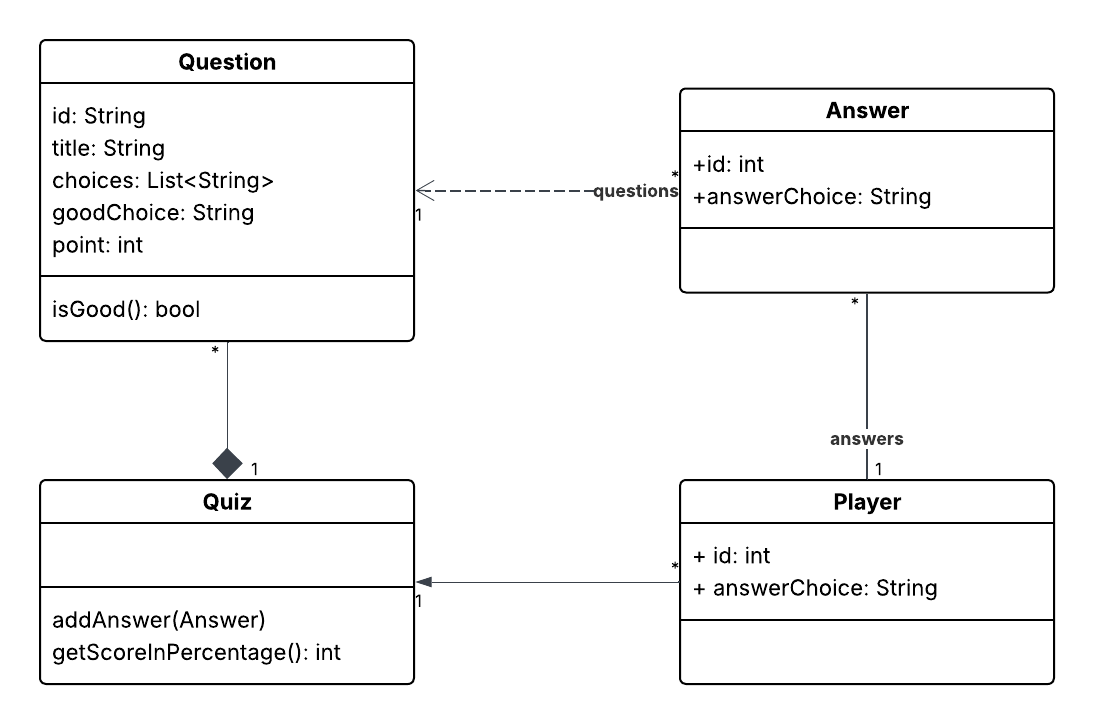 Question
id: String
title: String
choices: List<String>
goodChoice: String
point: int
isGood(): bool
Answer
+id: int
+answerChoice: String
*
questions
1
*
1
*
answers
1
Quiz
addAnswer(Answer)
getScoreInPercentage(): int
Player
+ id: int
+ answerChoice: String
*
1